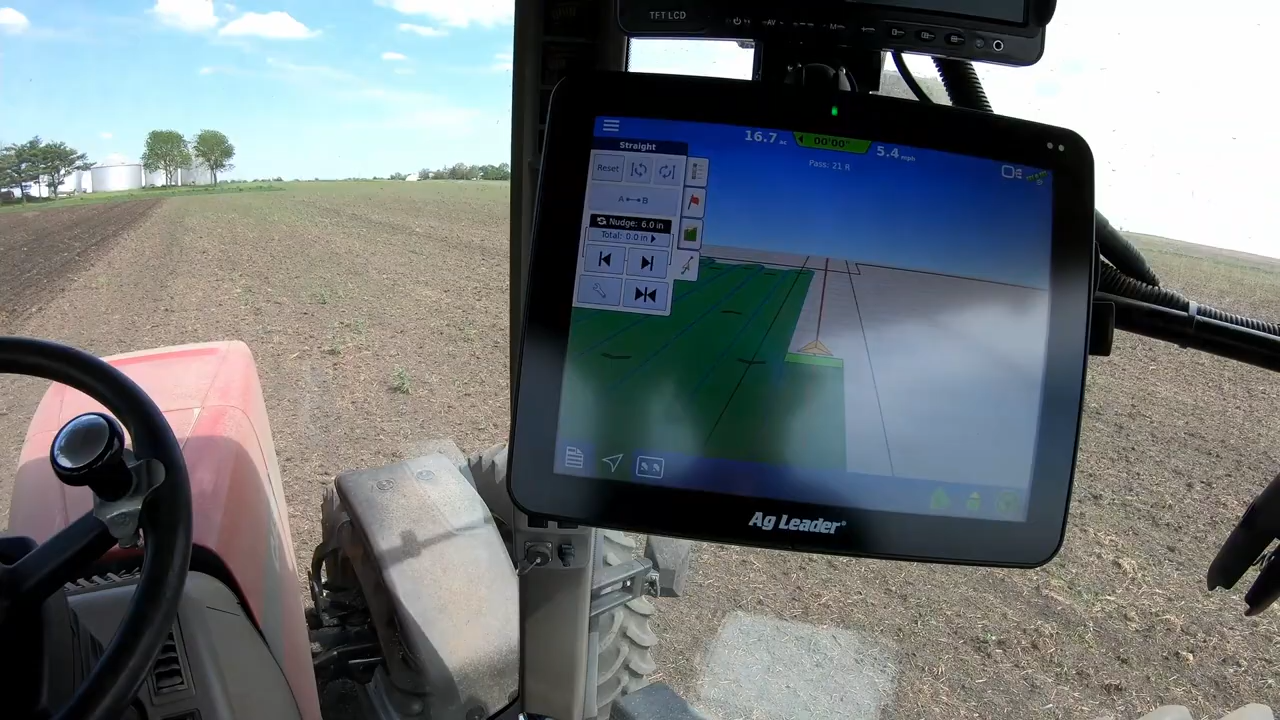 TFT LCD
16.7 ac
00'00"
5.4 mph
Pass: 21 R
Straight
Reset
A B
Nudge: 6.0 in
Total: 0.0 in
Ag Leader®